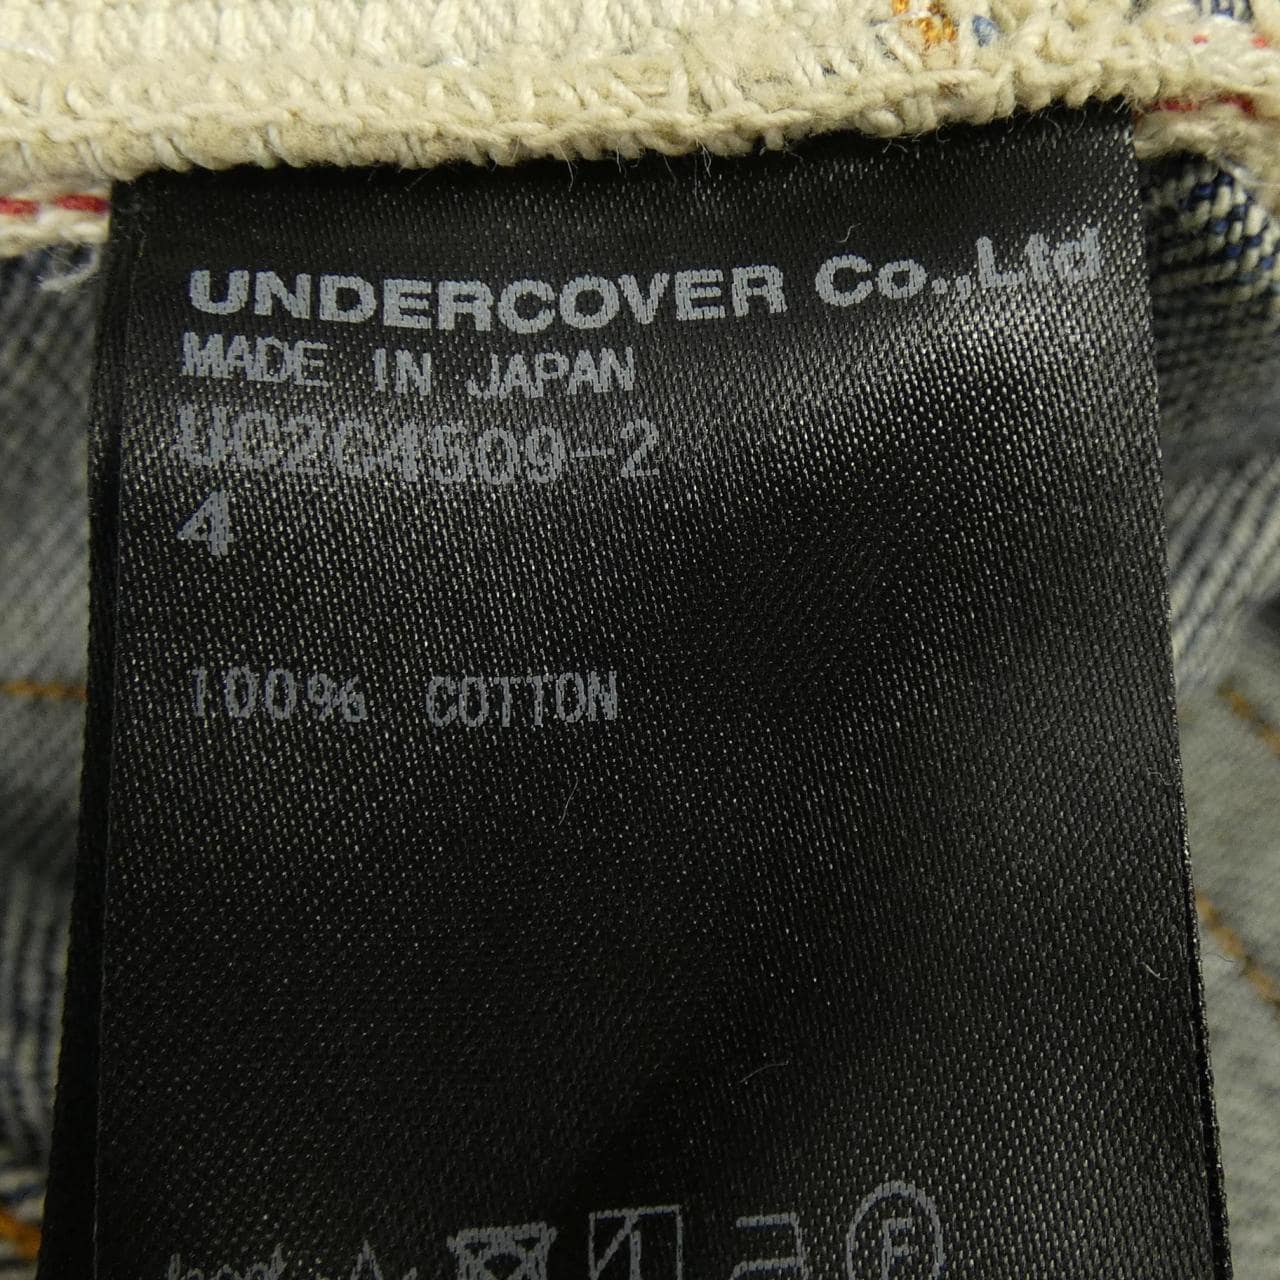 UNDERCOVER Co.,Ltd
MADE IN JAPAN
UC2C4509-2
4
100% COTTON
F